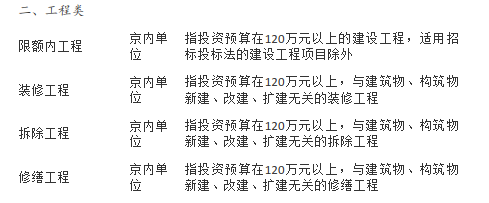 二、工程类
限额内工程 京内单位 指投资预算在120万元以上的建设工程，适用招标投标法的建设工程项目除外
装修工程 京内单位 指投资预算在120万元以上，与建筑物、构筑物新建、改建、扩建无关的装修工程
拆除工程 京内单位 指投资预算在120万元以上，与建筑物、构筑物新建、改建、扩建无关的拆除工程
修缮工程 京内单位 指投资预算在120万元以上，与建筑物、构筑物新建、改建、扩建无关的修缮工程